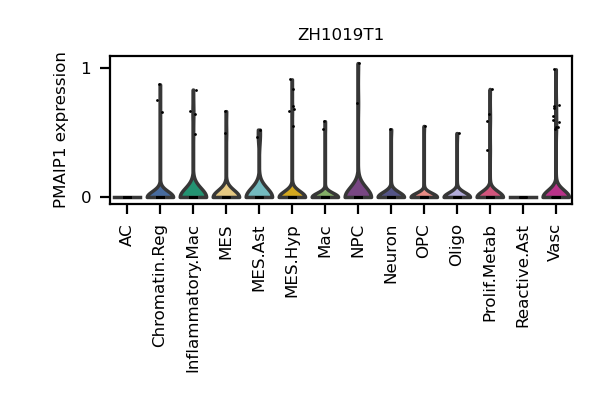 ZH1019T1
PMAIP1 expression
1
0
AC
Chromatin.Reg
Inflammatory.Mac
MES
MES.Ast
MES.Hyp
Mac
NPC
Neuron
OPC
Oligo
Prolif.Metab
Reactive.Ast
Vasc